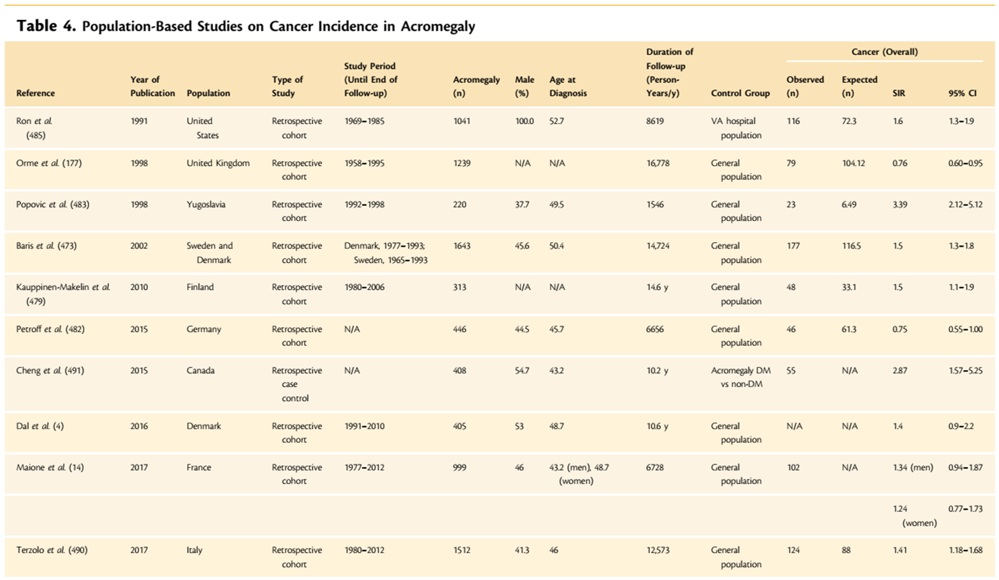 Table 4. Population-Based Studies on Cancer Incidence in Acromegaly
Duration of Cancer (Overall)
Study Period Follow-up
Year of Type of (Until End of Acromegaly Male Age at (Person- Observed Expected
Reference Publication Population Study Follow-up) (n) (%) Diagnosis Years/y) Control Group (n) (n) SIR 95% CI
Ron et al. 1991 United Retrospective 1969–1985 1041 100.0 52.7 8619 VA hospital 116 72.3 1.6 1.3–1.9
(485) States cohort population
Orme et al. (177) 1998 United Kingdom Retrospective 1958–1995 1239 N/A N/A 16,778 General 79 104.12 0.76 0.60–0.95
cohort population
Popovic et al. (483) 1998 Yugoslavia Retrospective 1992–1998 220 37.7 49.5 1546 General 23 6.49 3.39 2.12–5.12
cohort population
Baris et al. (473) 2002 Sweden and Retrospective Denmark, 1977–1993; 1643 45.6 50.4 14,724 General 177 116.5 1.5 1.3–1.8
Denmark cohort Sweden, 1965–1993 population
Kauppinen-Makelin et al. 2010 Finland Retrospective 1980–2006 313 N/A N/A 14.6 y General 48 33.1 1.5 1.1–1.9
(479) cohort population
Petroff et al. (482) 2015 Germany Retrospective N/A 446 44.5 45.7 6656 General 46 61.3 0.75 0.55–1.00
cohort population
Cheng et al. (491) 2015 Canada Retrospective N/A 408 54.7 43.2 10.2 y Acromegaly DM 55 N/A 2.87 1.57–5.25
case vs non-DM
control
Dal et al. (4) 2016 Denmark Retrospective 1991–2010 405 53 48.7 10.6 y General N/A N/A 1.4 0.9–2.2
cohort population
Maione et al. (14) 2017 France Retrospective 1977–2012 999 46 43.2 (men), 48.7 6728 General 102 N/A 1.34 (men) 0.94–1.87
cohort (women) population
1.24 0.77–1.73
(women)
Terzolo et al. (490) 2017 Italy Retrospective 1980–2012 1512 41.3 46 12,573 General 124 88 1.41 1.18–1.68
cohort population